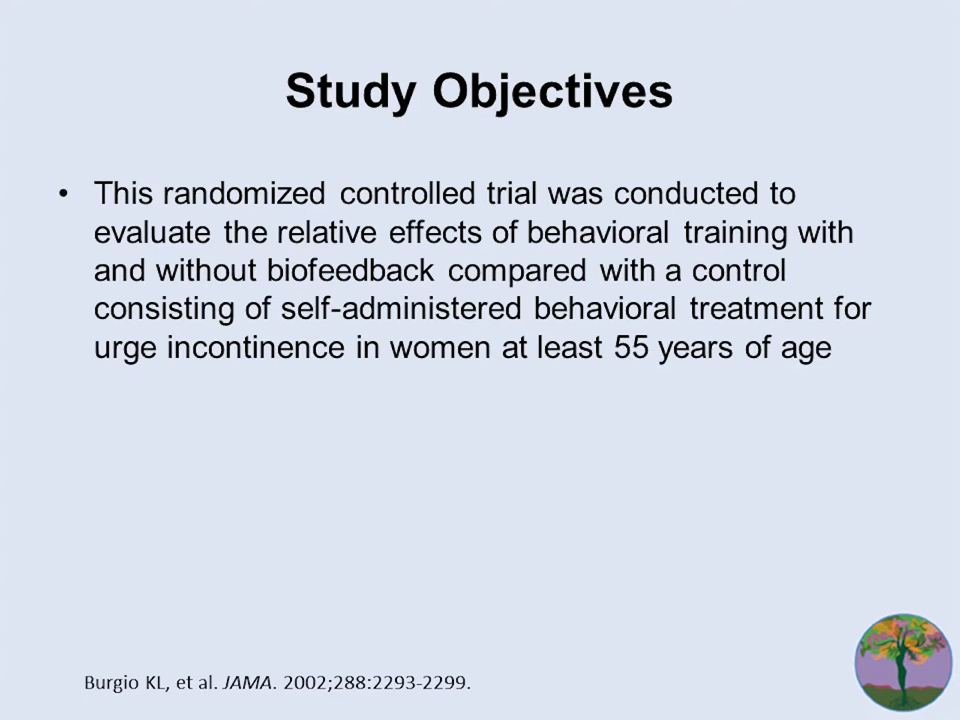 Study Objectives
• This randomized controlled trial was conducted to
evaluate the relative effects of behavioral training with
and without biofeedback compared with a control
consisting of self-administered behavioral treatment for
urge incontinence in women at least 55 years of age
Burgio KL, et al. JAMA. 2002;288:2293-2299.